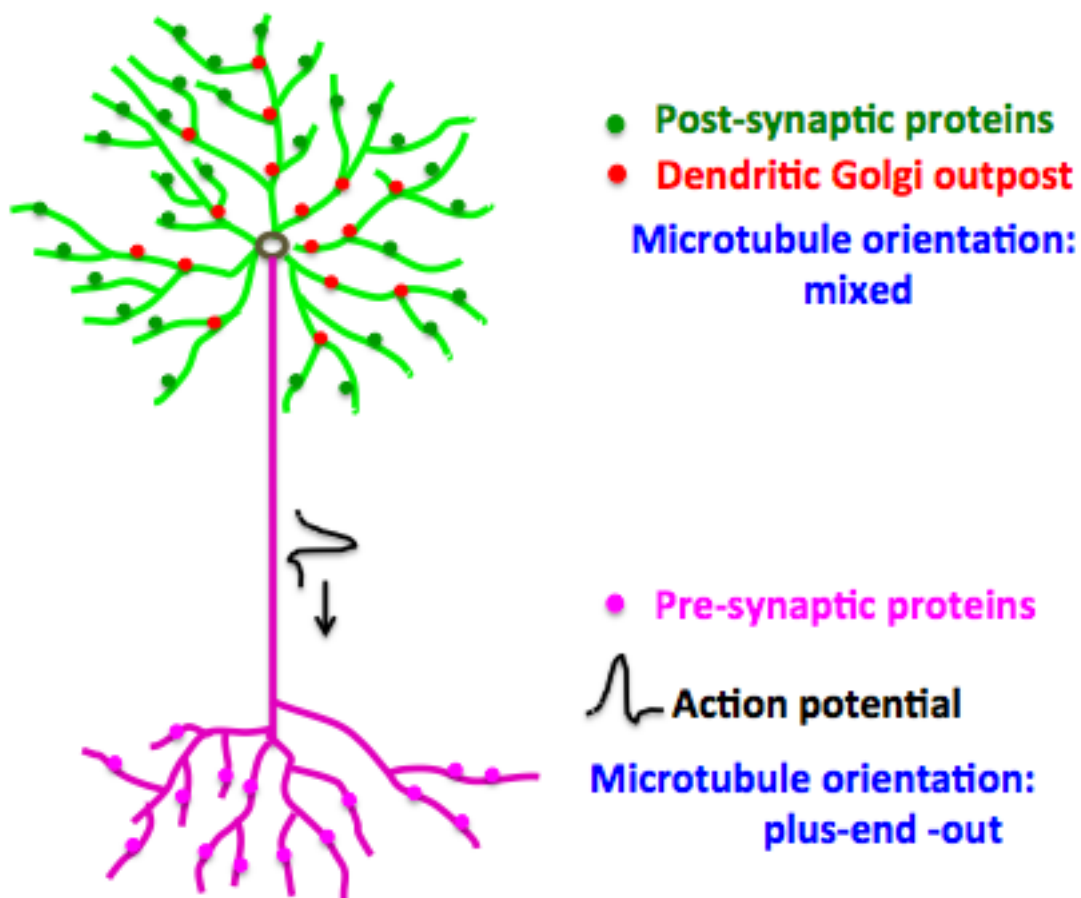 Post-synaptic proteins
Dendritic Golgi outpost
Microtubule orientation:
mixed
Pre-synaptic proteins
Action potential
Microtubule orientation:
plus-end -out